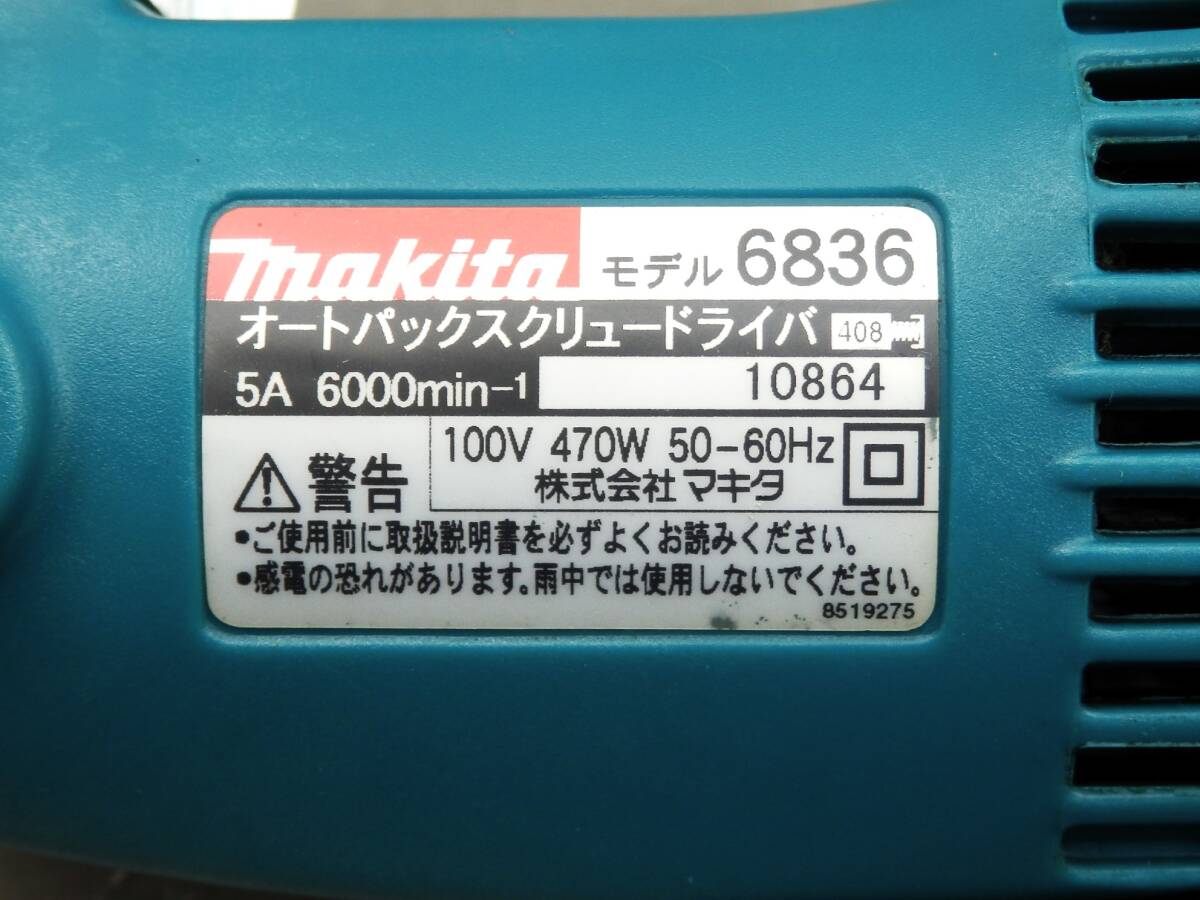 makita モデル 6836
オートパックスクリュードライバ 408
5A 6000min-1 10864
警告
100V 470W 50-60Hz
株式会社マキタ
•ご使用前に取扱説明書を必ずよくお読みください。
•感電の恐れがあります。雨中では使用しないでください。
8519275